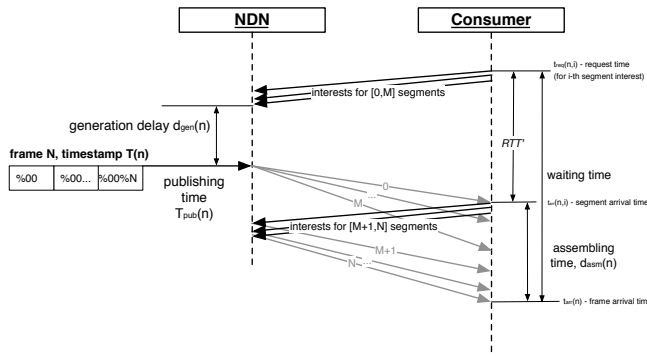 NDN
Consumer
treq(n,i) - request time
(for i-th segment interest)
interests for [0,M] segments
generation delay dgen(n)
RTT'
frame N, timestamp T(n)
%00
%00...
%00%N
publishing
time
Tpub(n)
0
...
M
waiting time
tarr(n,i) - segment arrival time
interests for [M+1,N] segments
M+1
N
...
assembling
time, dasm(n)
tarr(n) - frame arrival time